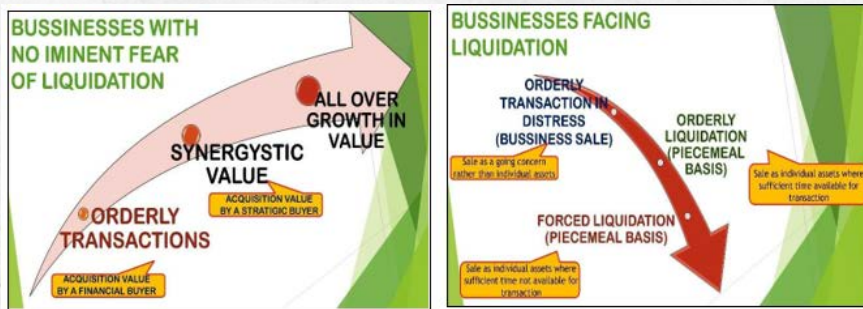 BUSSINESSES WITH
NO IMINENT FEAR
OF LIQUIDATION
ALL OVER
GROWTH IN
VALUE
SYNERGYSTIC
VALUE
ACQUISITION VALUE
BY A STRATIGIC BUYER
ORDERLY
TRANSACTIONS
ACQUISITION VALUE
BY A FINANCIAL BUYER
BUSSINESSES FACING
LIQUIDATION
ORDERLY
TRANSACTION IN
DISTRESS
(BUSSINESS SALE)
Sale as a going concern
rather than individual assets
ORDERLY
LIQUIDATION
(PIECEMEAL
BASIS)
Sale as individual assets where
sufficient time available for
transaction
FORCED LIQUIDATION
(PIECEMEAL BASIS)
Sale as individual assets where
sufficient time not available for
transaction